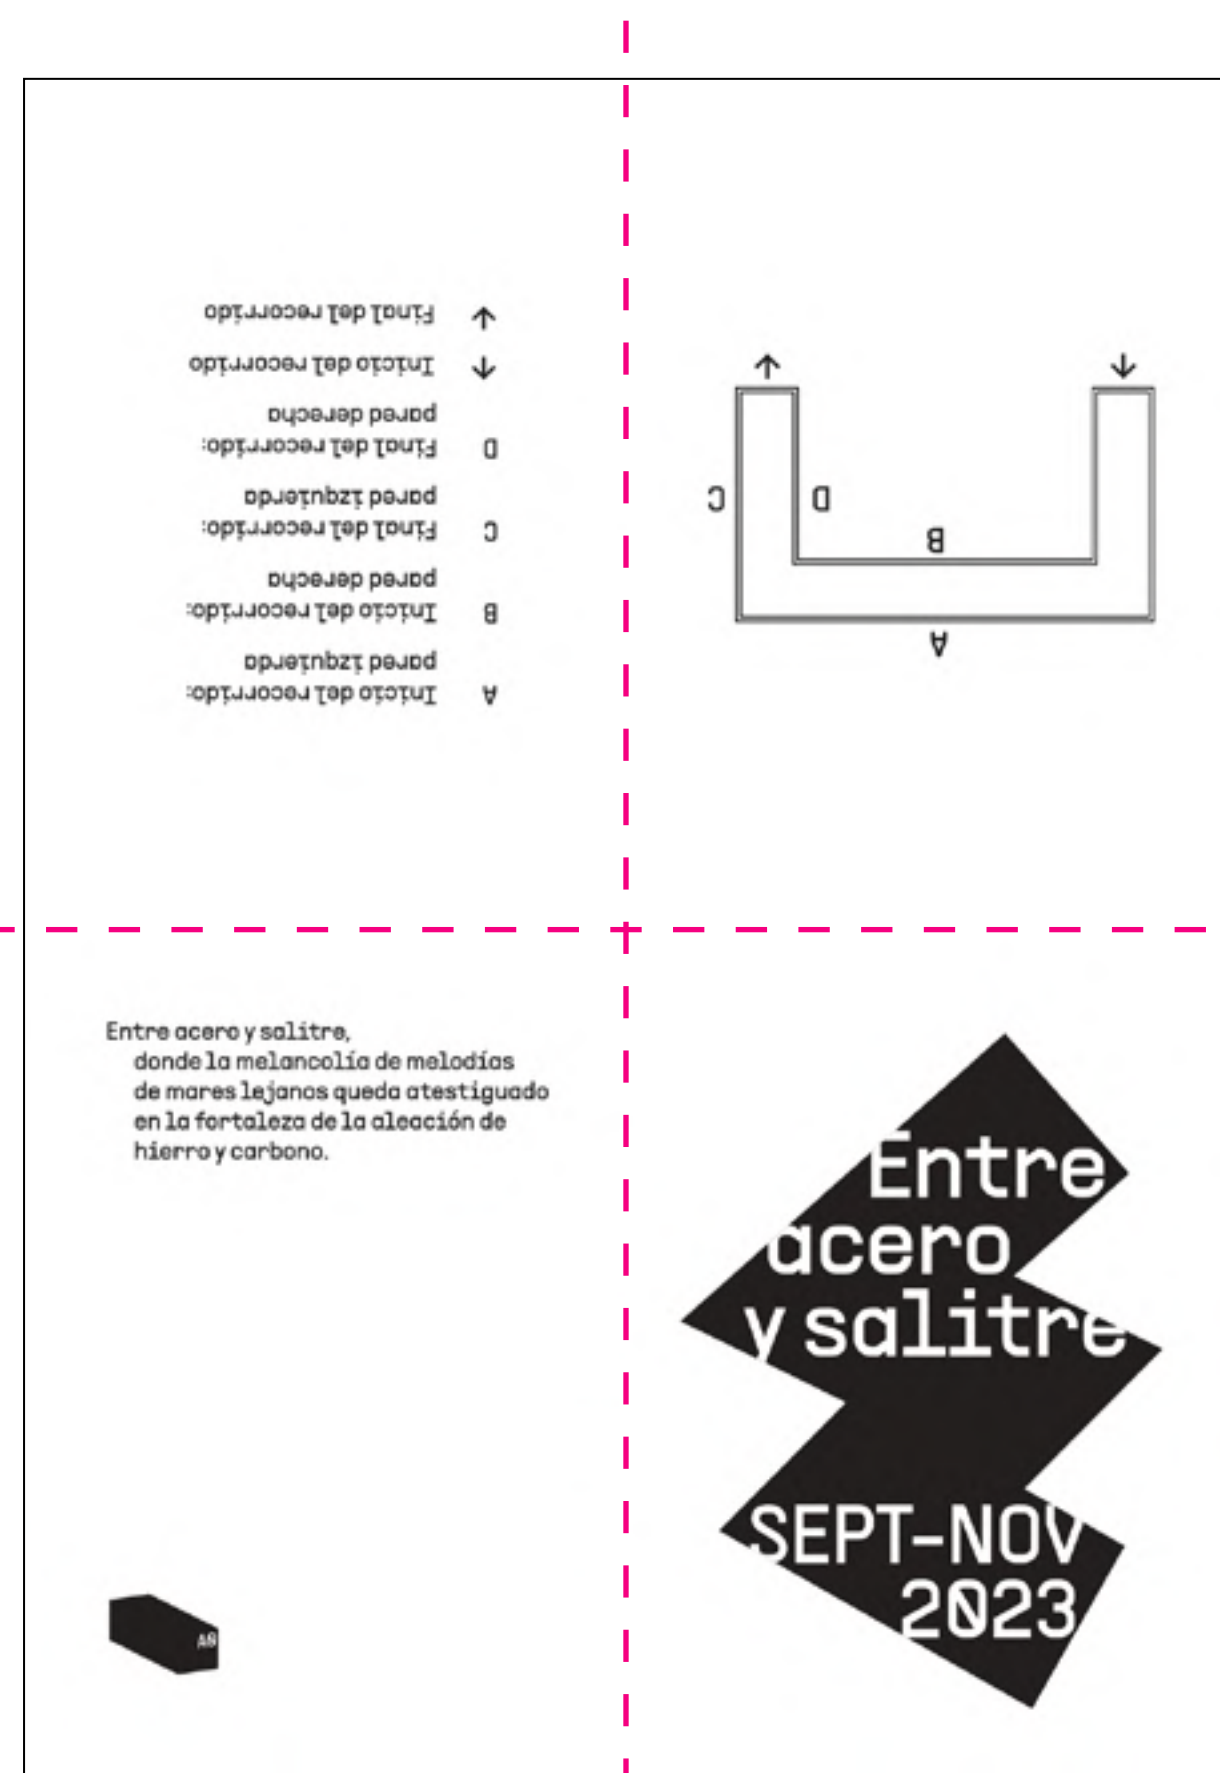 A Inicio del recorrido:
pared izquierda
B Inicio del recorrido:
pared derecha
C Final del recorrido:
pared izquierda
D Final del recorrido:
pared derecha
↑ Inicio del recorrido
↓ Final del recorrido
A
B
D
C
Entre acero y salitre,
donde la melancolía de melodías
de mares lejanos queda atestiguado
en la fortaleza de la aleación de
hierro y carbono.
A0
Entre
acero
y salitre
SEPT-NOV
2023